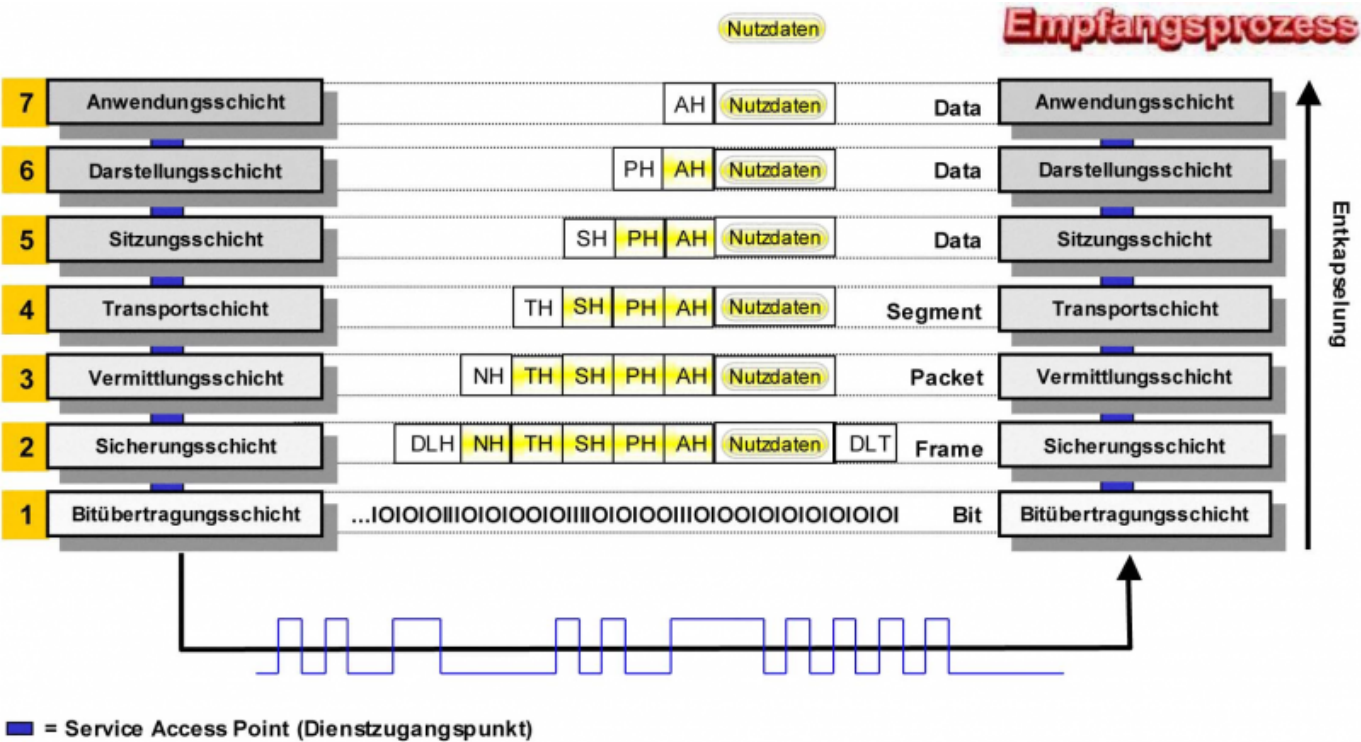 Nutzdaten
Empfangsprozess
7 Anwendungsschicht AH Nutzdaten Data Anwendungsschicht
6 Darstellungsschicht PH AH Nutzdaten Data Darstellungsschicht
5 Sitzungsschicht SH PH AH Nutzdaten Data Sitzungsschicht
4 Transportschicht TH SH PH AH Nutzdaten Segment Transportschicht
3 Vermittlungsschicht NH TH SH PH AH Nutzdaten Packet Vermittlungsschicht
2 Sicherungsschicht DLH NH TH SH PH AH Nutzdaten DLT Frame Sicherungsschicht
1 Bitübertragungsschicht ...IOIOIOIIIOIOIOOIOIIIIOIOIOOIIIOIOOIOIOIOIOIOI Bit Bitübertragungsschicht
Entkapselung
= Service Access Point (Dienstzugangspunkt)